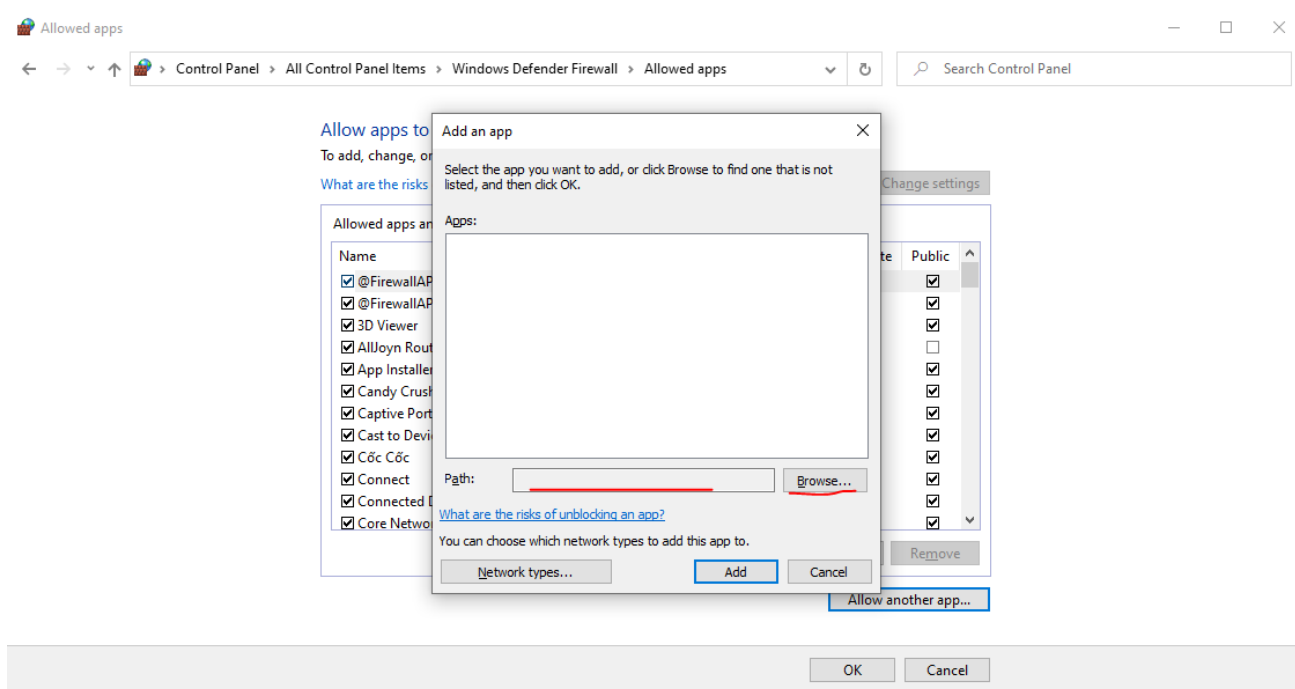 Allowed apps
Control Panel > All Control Panel Items > Windows Defender Firewall > Allowed apps
Search Control Panel
Allow apps to
To add, change, or
What are the risks
Change settings
Allowed apps an
Name
te Public
@FirewallAP
@FirewallAP
3D Viewer
AllJoyn Rout
App Installer
Candy Crush
Captive Port
Cast to Devi
Cốc Cốc
Connect
Connected D
Core Networ
Remove
Allow another app...
OK
Cancel
Add an app
Select the app you want to add, or click Browse to find one that is not
listed, and then click OK.
Apps:
Path:
Browse...
What are the risks of unblocking an app?
You can choose which network types to add this app to.
Network types...
Add
Cancel